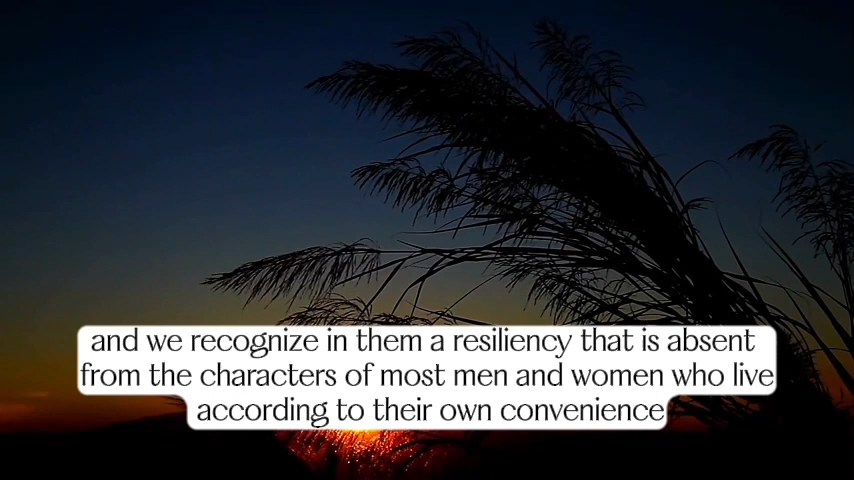 and we recognize in them a resiliency that is absent
from the characters of most men and women who live
according to their own convenience